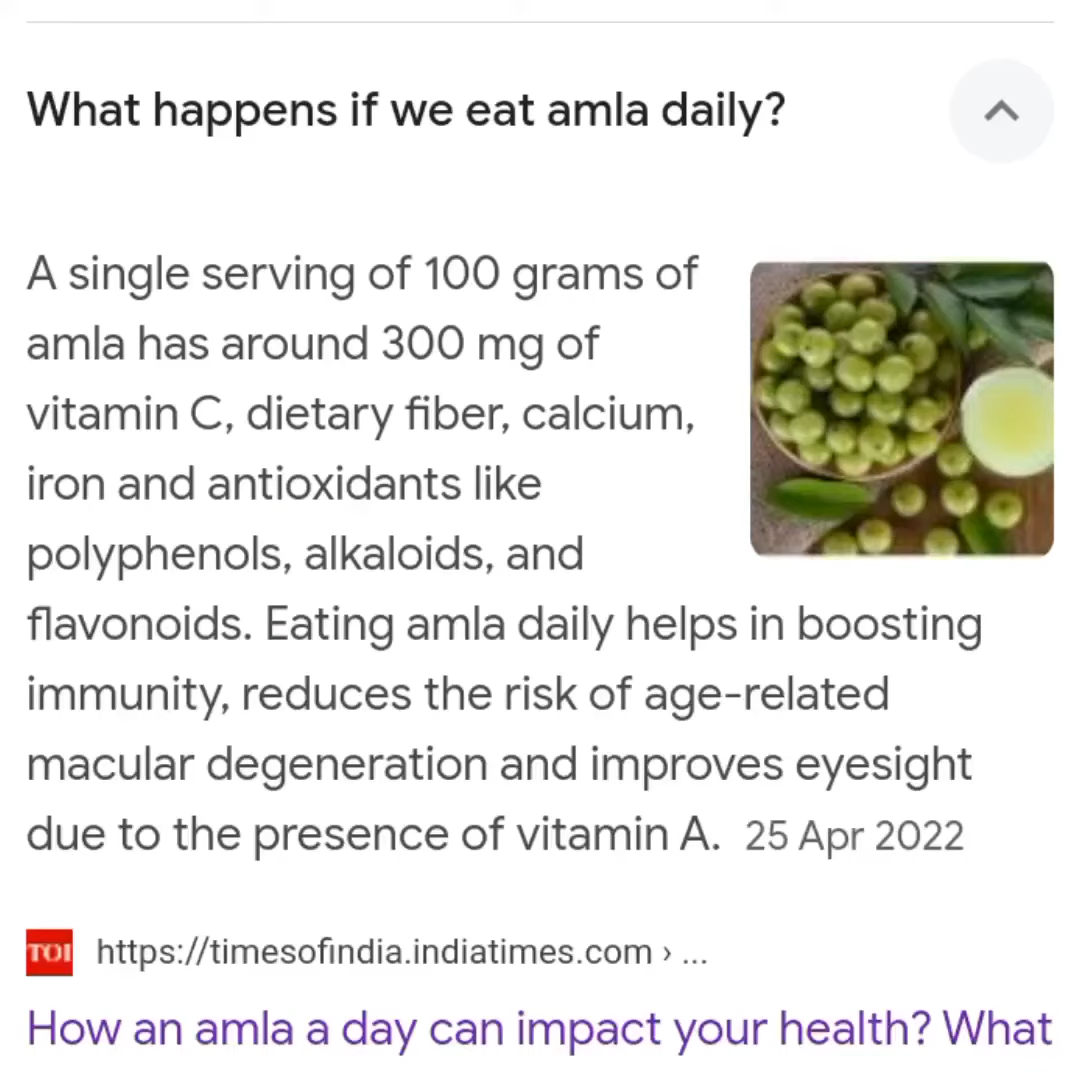 What happens if we eat amla daily?
A single serving of 100 grams of
amla has around 300 mg of
vitamin C, dietary fiber, calcium,
iron and antioxidants like
polyphenols, alkaloids, and
flavonoids. Eating amla daily helps in boosting
immunity, reduces the risk of age-related
macular degeneration and improves eyesight
due to the presence of vitamin A. 25 Apr 2022
TOI https://timesofindia.indiatimes.com › ...
How an amla a day can impact your health? What